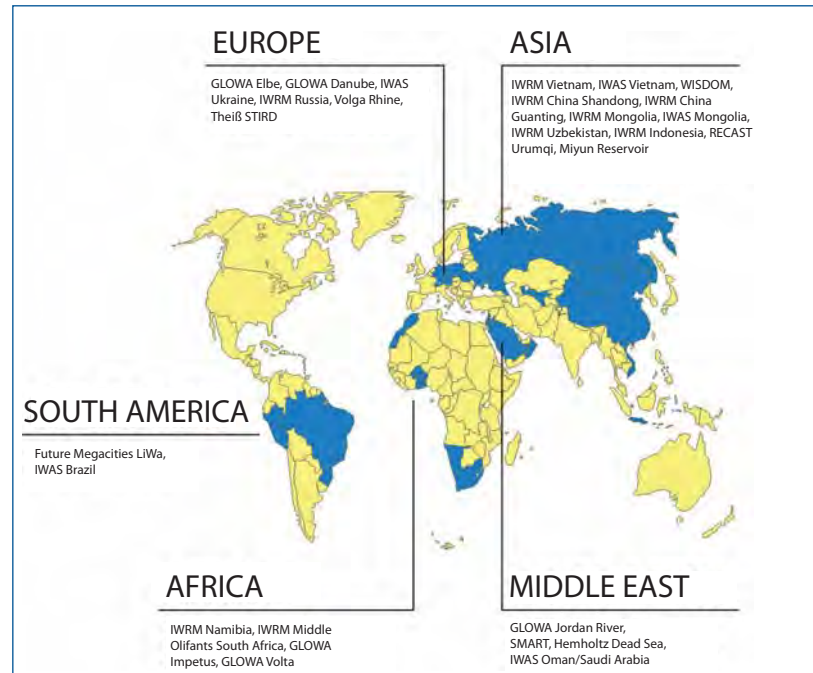 EUROPE
GLOWA Elbe, GLOWA Danube, IWAS
Ukraine, IWRM Russia, Volga Rhine,
Theiß STIRD
ASIA
IWRM Vietnam, IWAS Vietnam, WISDOM,
IWRM China Shandong, IWRM China
Guanting, IWRM Mongolia, IWAS Mongolia,
IWRM Uzbekistan, IWRM Indonesia, RECAST
Urumqi, Miyun Reservoir
SOUTH AMERICA
Future Megacities LiWa,
IWAS Brazil
AFRICA
IWRM Namibia, IWRM Middle
Olifants South Africa, GLOWA
Impetus, GLOWA Volta
MIDDLE EAST
GLOWA Jordan River,
SMART, Hemholtz Dead Sea,
IWAS Oman/Saudi Arabia